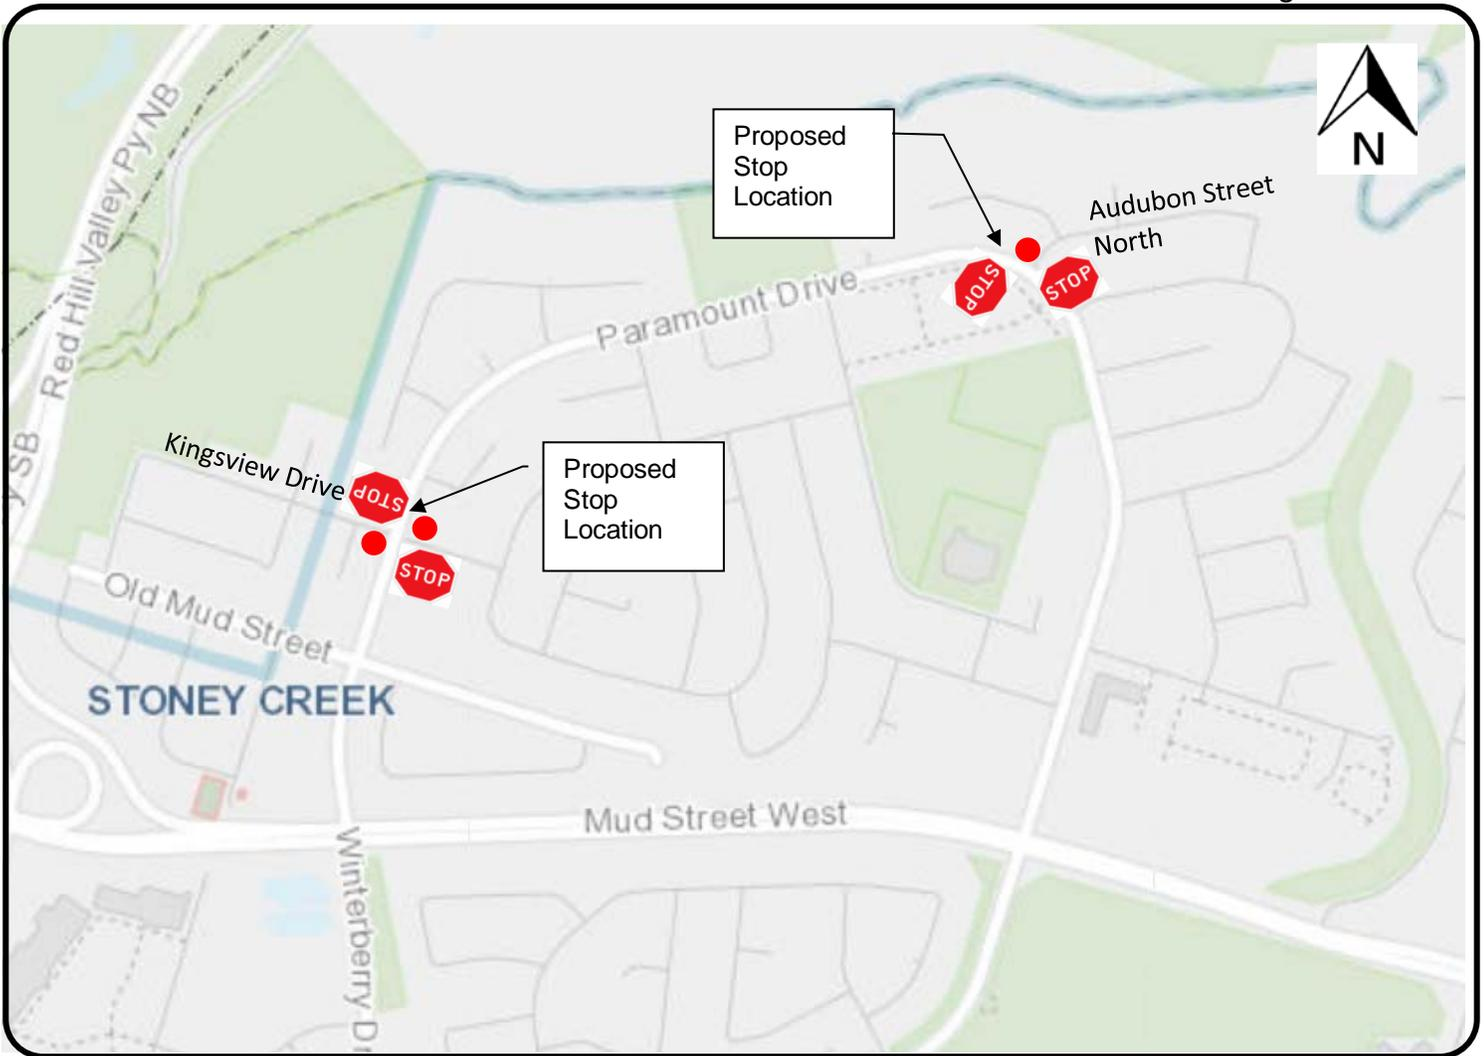 Red Hill Valley Py NB
Proposed
Stop
Location
N
Audubon Street
North
STOP
STOP
Paramount Drive
Kingsview Drive
STOP
STOP
Proposed
Stop
Location
y SB
Old Mud Street
STONEY CREEK
Mud Street West
Winterberry Dr